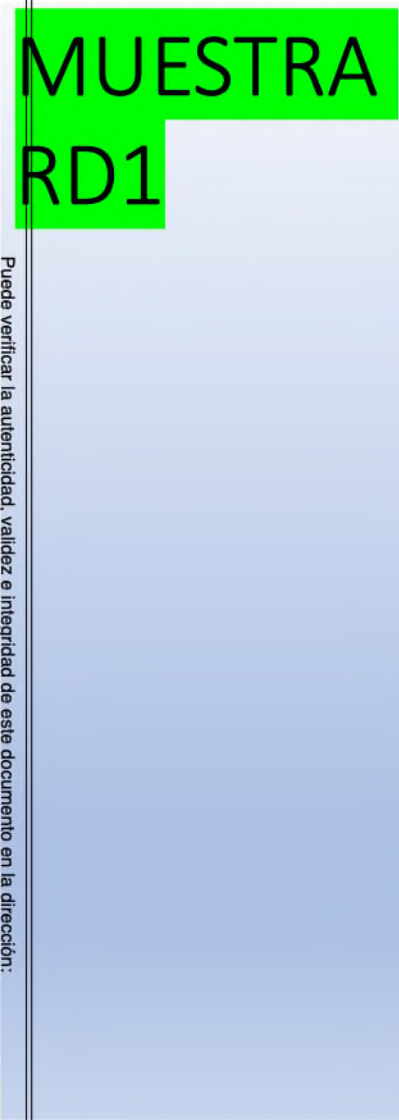 MUESTRA
RD1
Puede verificar la autenticidad, validez e integridad de este documento en la dirección: